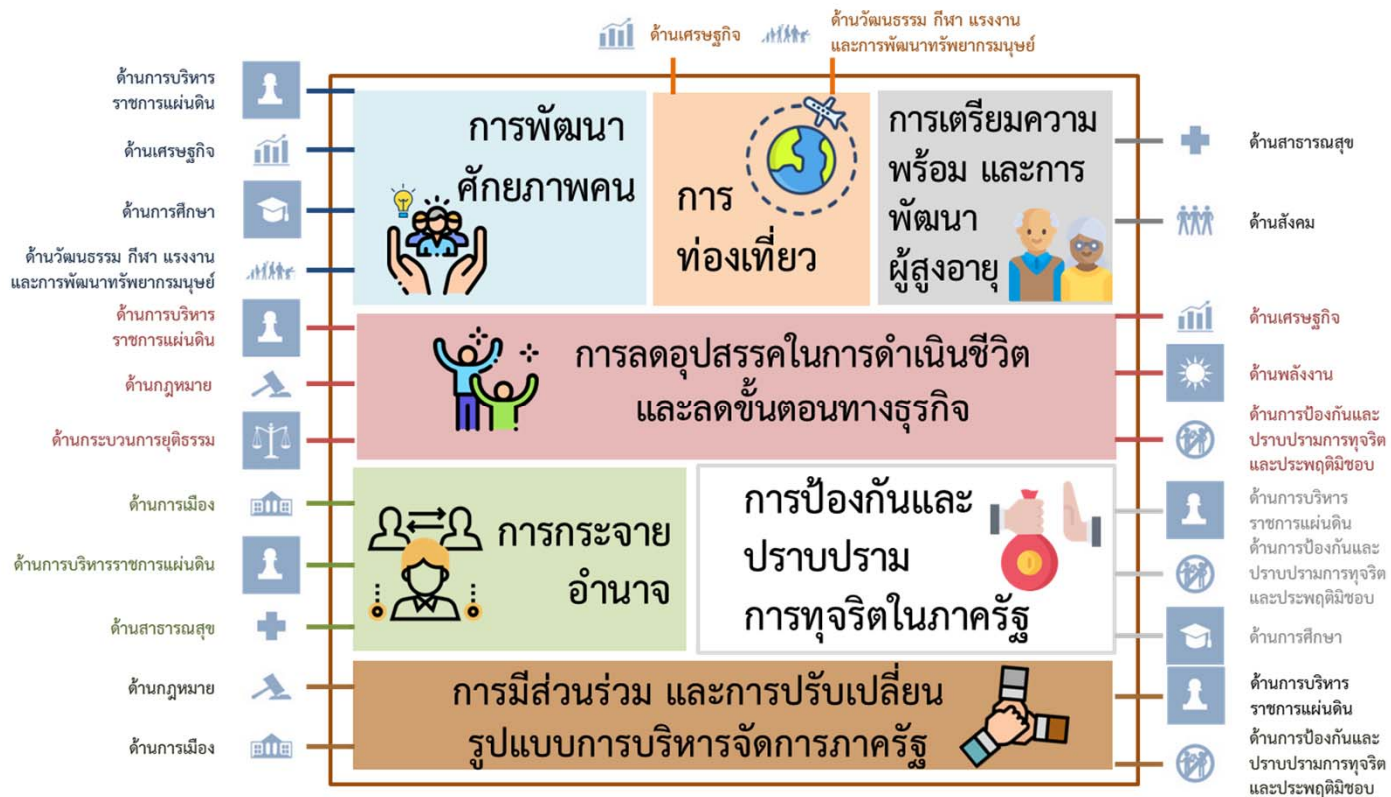 ด้านเศรษฐกิจ
ด้านวัฒนธรรม กีฬา แรงงาน
และการพัฒนาทรัพยากรมนุษย์
ด้านการบริหาร
ราชการแผ่นดิน
ด้านเศรษฐกิจ
ด้านการศึกษา
ด้านวัฒนธรรม กีฬา แรงงาน
และการพัฒนาทรัพยากรมนุษย์
การพัฒนา
ศักยภาพคน
การ
ท่องเที่ยว
การเตรียมความ
พร้อม และการ
พัฒนา
ผู้สูงอายุ
ด้านสาธารณสุข
ด้านสังคม
ด้านการบริหาร
ราชการแผ่นดิน
ด้านกฎหมาย
ด้านกระบวนการยุติธรรม
การลดอุปสรรคในการดำเนินชีวิต
และลดขั้นตอนทางธุรกิจ
ด้านเศรษฐกิจ
ด้านพลังงาน
ด้านการป้องกันและ
ปราบปรามการทุจริต
และประพฤติมิชอบ
ด้านการเมือง
ด้านการบริหารราชการแผ่นดิน
ด้านสาธารณสุข
การกระจาย
อำนาจ
การป้องกันและ
ปราบปราม
การทุจริตในภาครัฐ
ด้านการบริหาร
ราชการแผ่นดิน
ด้านการป้องกันและ
ปราบปรามการทุจริต
และประพฤติมิชอบ
ด้านการศึกษา
ด้านกฎหมาย
ด้านการเมือง
การมีส่วนร่วม และการปรับเปลี่ยน
รูปแบบการบริหารจัดการภาครัฐ
ด้านการบริหาร
ราชการแผ่นดิน
ด้านการป้องกันและ
ปราบปรามการทุจริต
และประพฤติมิชอบ